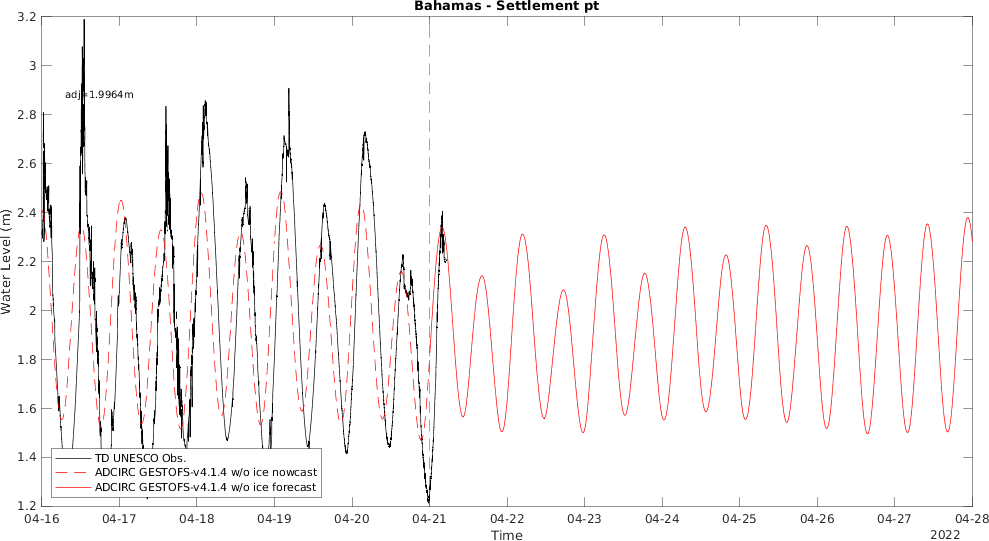 Bahamas - Settlement pt
3.2
3
2.8
2.6
2.4
2.2
2
1.8
1.6
1.4
1.2
Water Level (m)
adj=1.9964m
TD UNESCO Obs.
ADCIRC GESTOFS-v4.1.4 w/o ice nowcast
ADCIRC GESTOFS-v4.1.4 w/o ice forecast
04-16 04-17 04-18 04-19 04-20 04-21 04-22 04-23 04-24 04-25 04-26 04-27 04-28
Time
2022